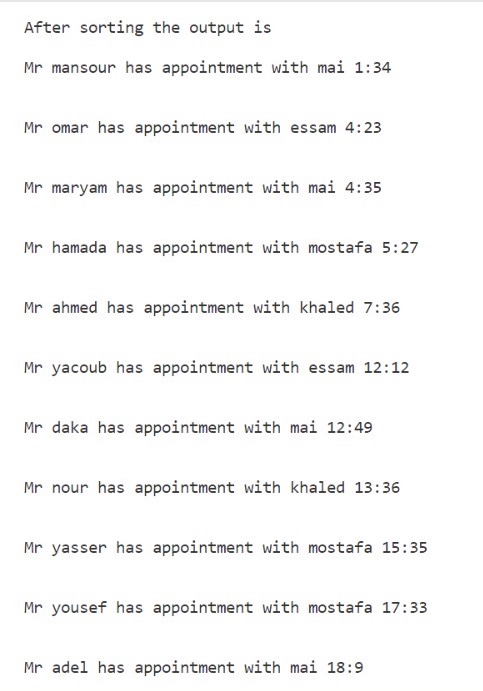 After sorting the output is
Mr mansour has appointment with mai 1:34
Mr omar has appointment with essam 4:23
Mr maryam has appointment with mai 4:35
Mr hamada has appointment with mostafa 5:27
Mr ahmed has appointment with khaled 7:36
Mr yacoub has appointment with essam 12:12
Mr daka has appointment with mai 12:49
Mr nour has appointment with khaled 13:36
Mr yasser has appointment with mostafa 15:35
Mr yousef has appointment with mostafa 17:33
Mr adel has appointment with mai 18:9